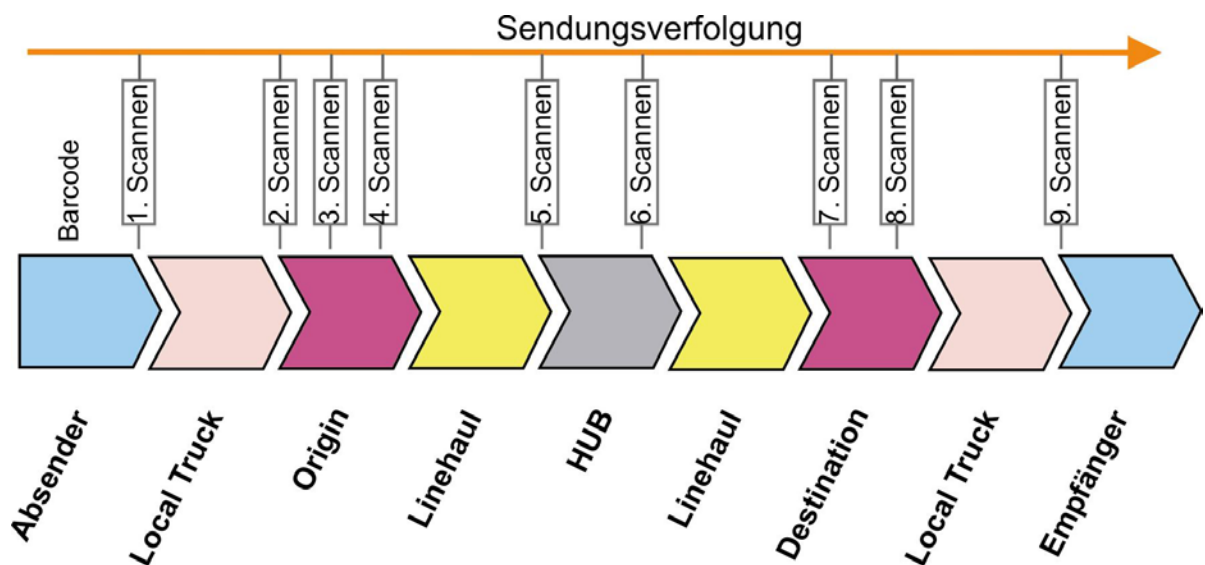 Sendungsverfolgung
Barcode
1. Scannen
2. Scannen
3. Scannen
4. Scannen
5. Scannen
6. Scannen
7. Scannen
8. Scannen
9. Scannen
Absender
Local Truck
Origin
Linehaul
HUB
Linehaul
Destination
Local Truck
Empfänger